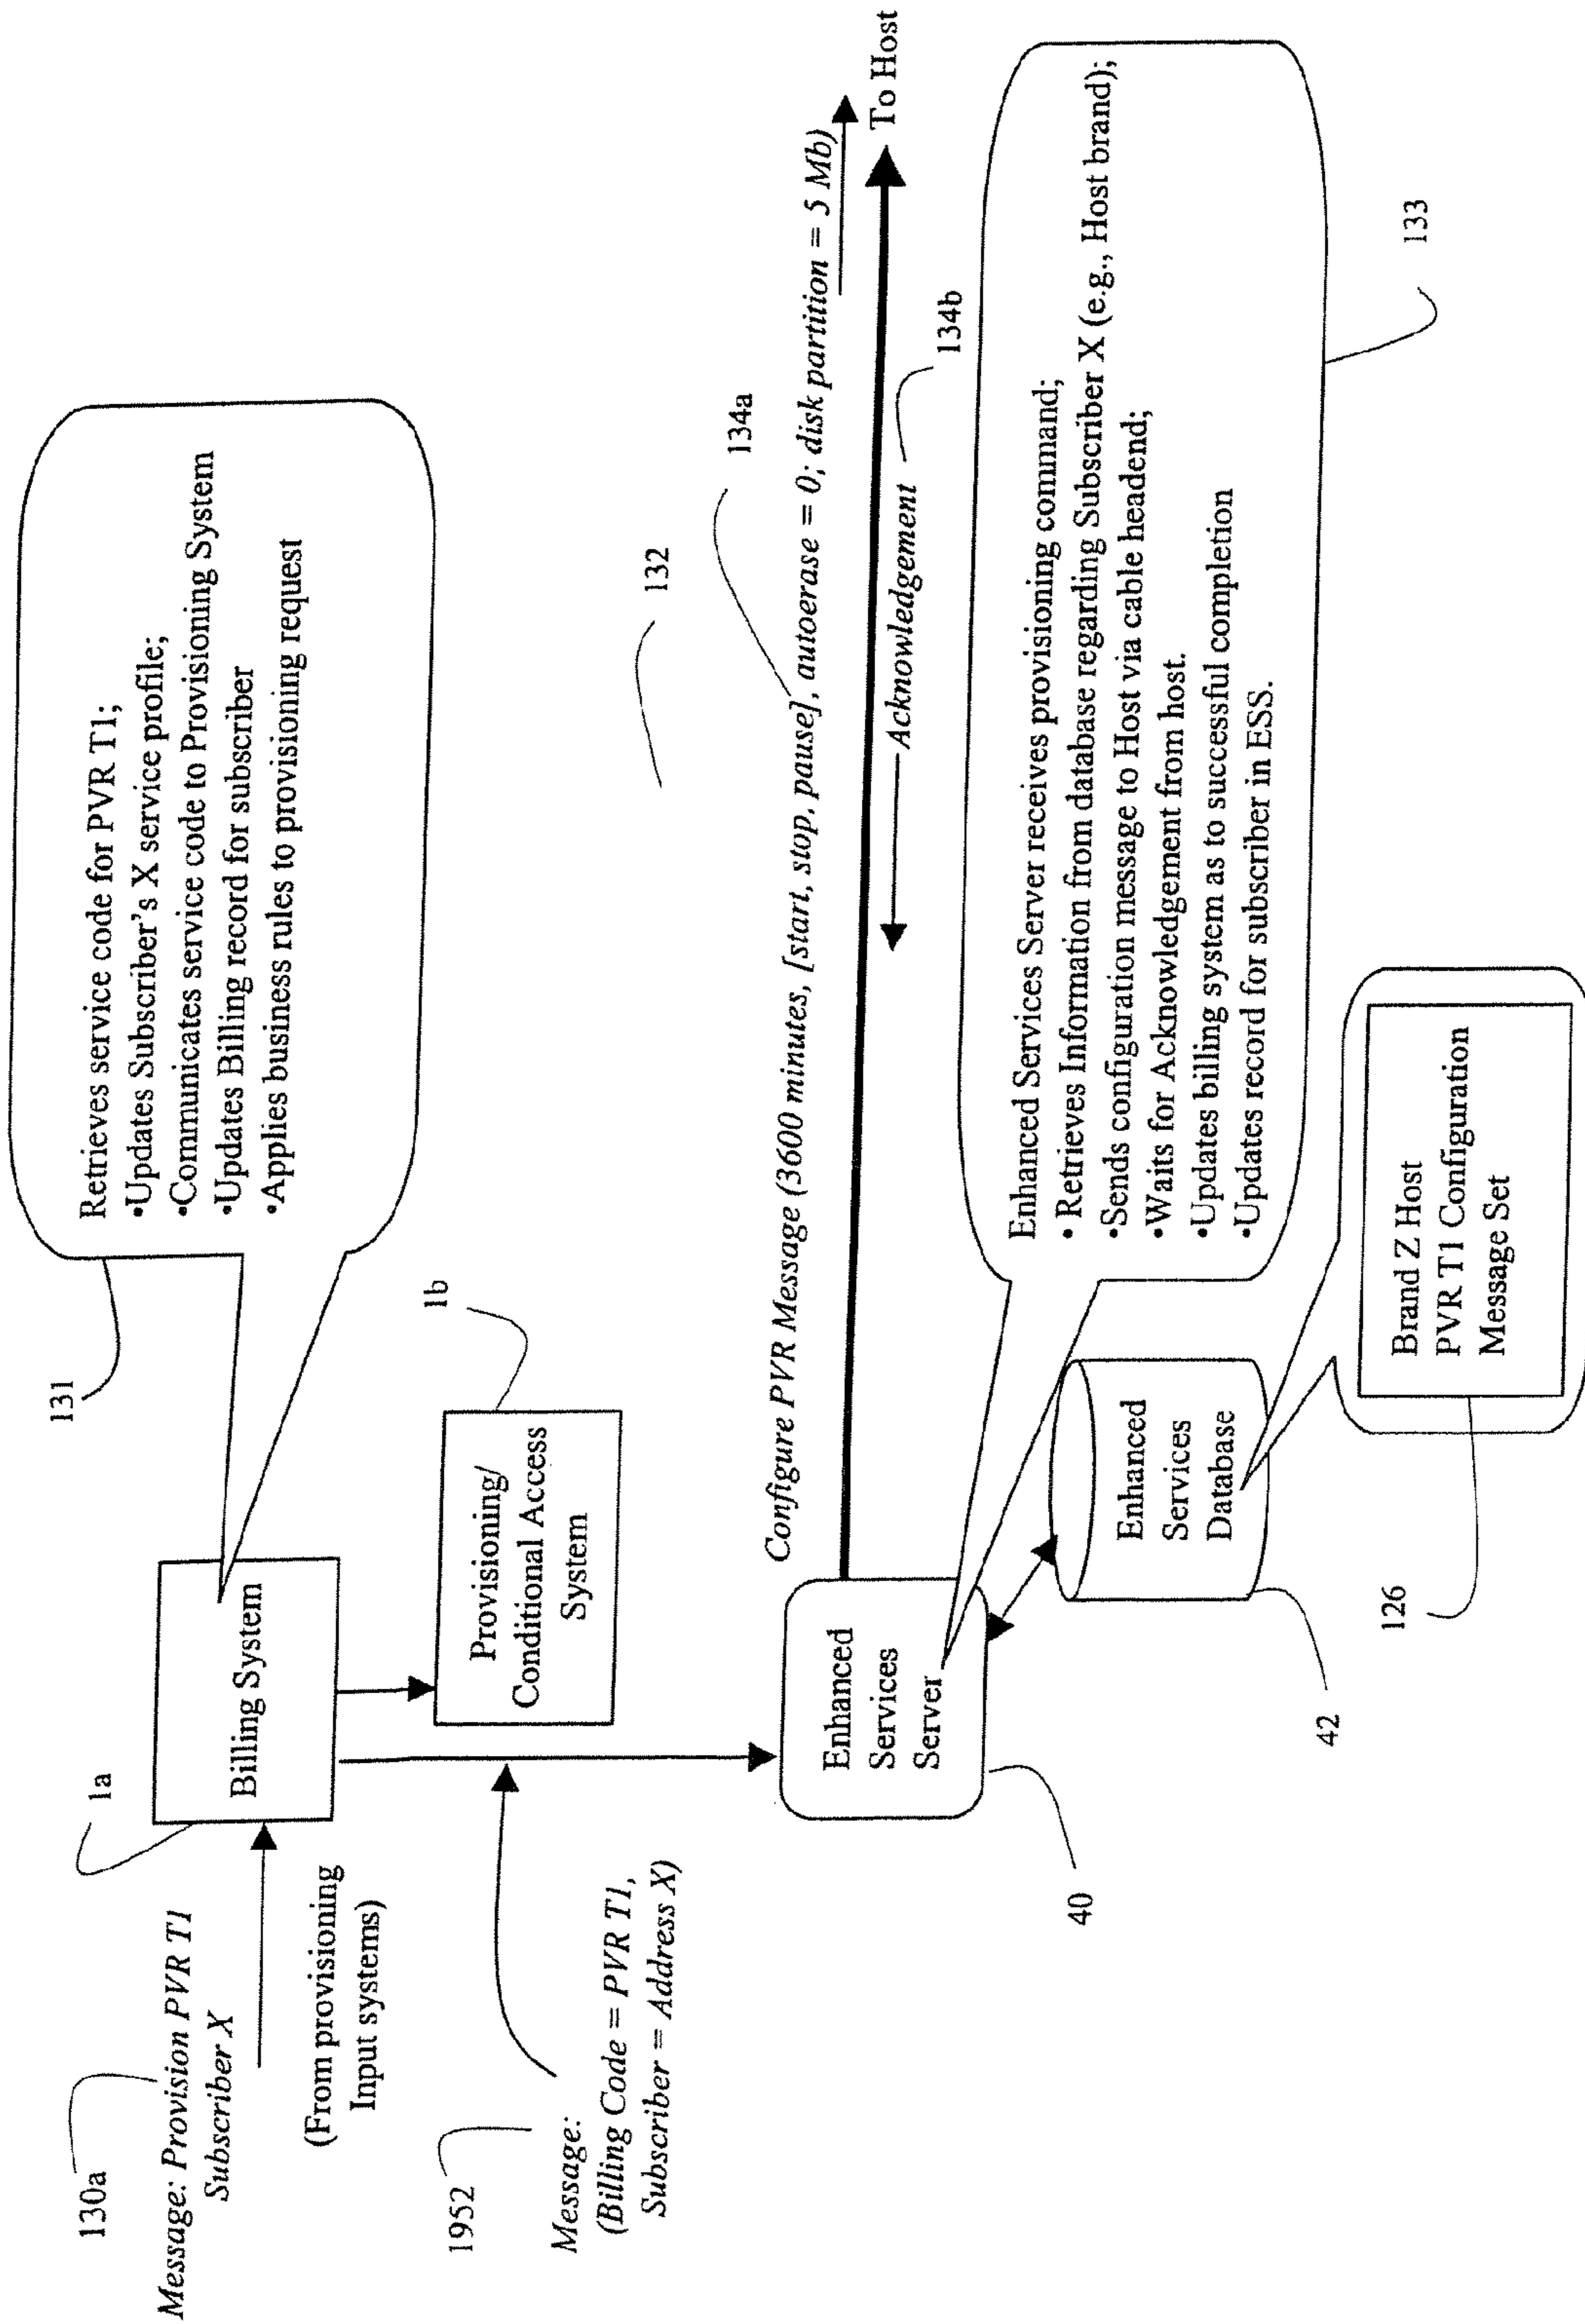 130a
Message: Provision PVR T1
Subscriber X
(From provisioning
Input systems)
1a
Billing System
131
Retrieves service code for PVR T1;
•Updates Subscriber's X service profile;
•Communicates service code to Provisioning System
•Updates Billing record for subscriber
•Applies business rules to provisioning request
1b
Provisioning/
Conditional Access
System
132
1952
Message:
(Billing Code = PVR T1,
Subscriber = Address X)
134a
Configure PVR Message (3600 minutes, [start, stop, pause], autoerase = 0; disk partition = 5 Mb)
To Host
Acknowledgement
134b
Enhanced
Services
Server
40
Enhanced Services Server receives provisioning command;
• Retrieves Information from database regarding Subscriber X (e.g., Host brand);
•Sends configuration message to Host via cable headend;
•Waits for Acknowledgement from host.
•Updates billing system as to successful completion
•Updates record for subscriber in ESS.
133
Enhanced
Services
Database
42
126
Brand Z Host
PVR T1 Configuration
Message Set